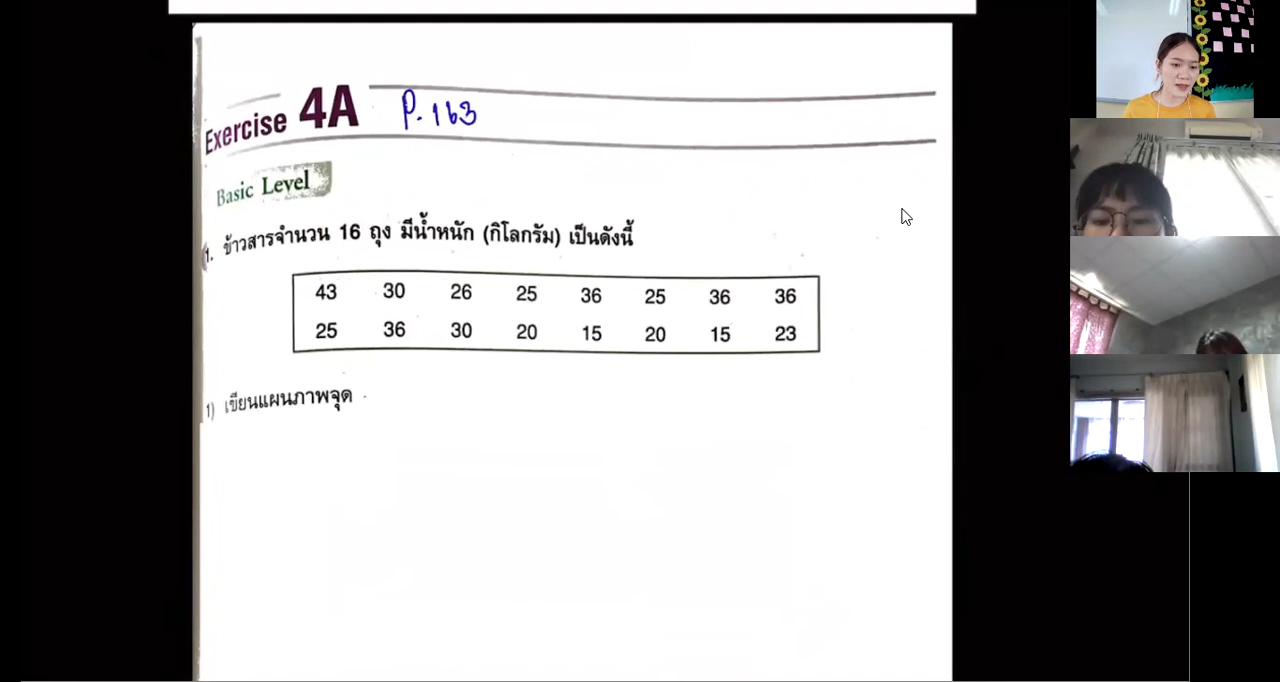 Exercise 4A P. 163
Basic Level
1. ข้าวสารจำนวน 16 ถุง มีน้ำหนัก (กิโลกรัม) เป็นดังนี้
43 30 26 25 36 25 36 36
25 36 30 20 15 20 15 23
1) เขียนแผนภาพจุด